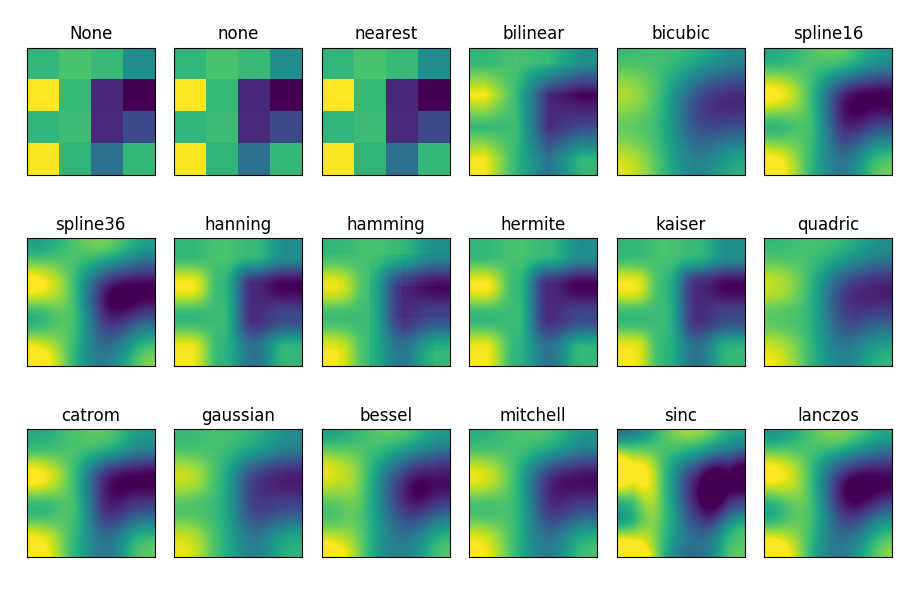 None none nearest bilinear bicubic spline16
spline36 hanning hamming hermite kaiser quadric
catrom gaussian bessel mitchell sinc lanczos